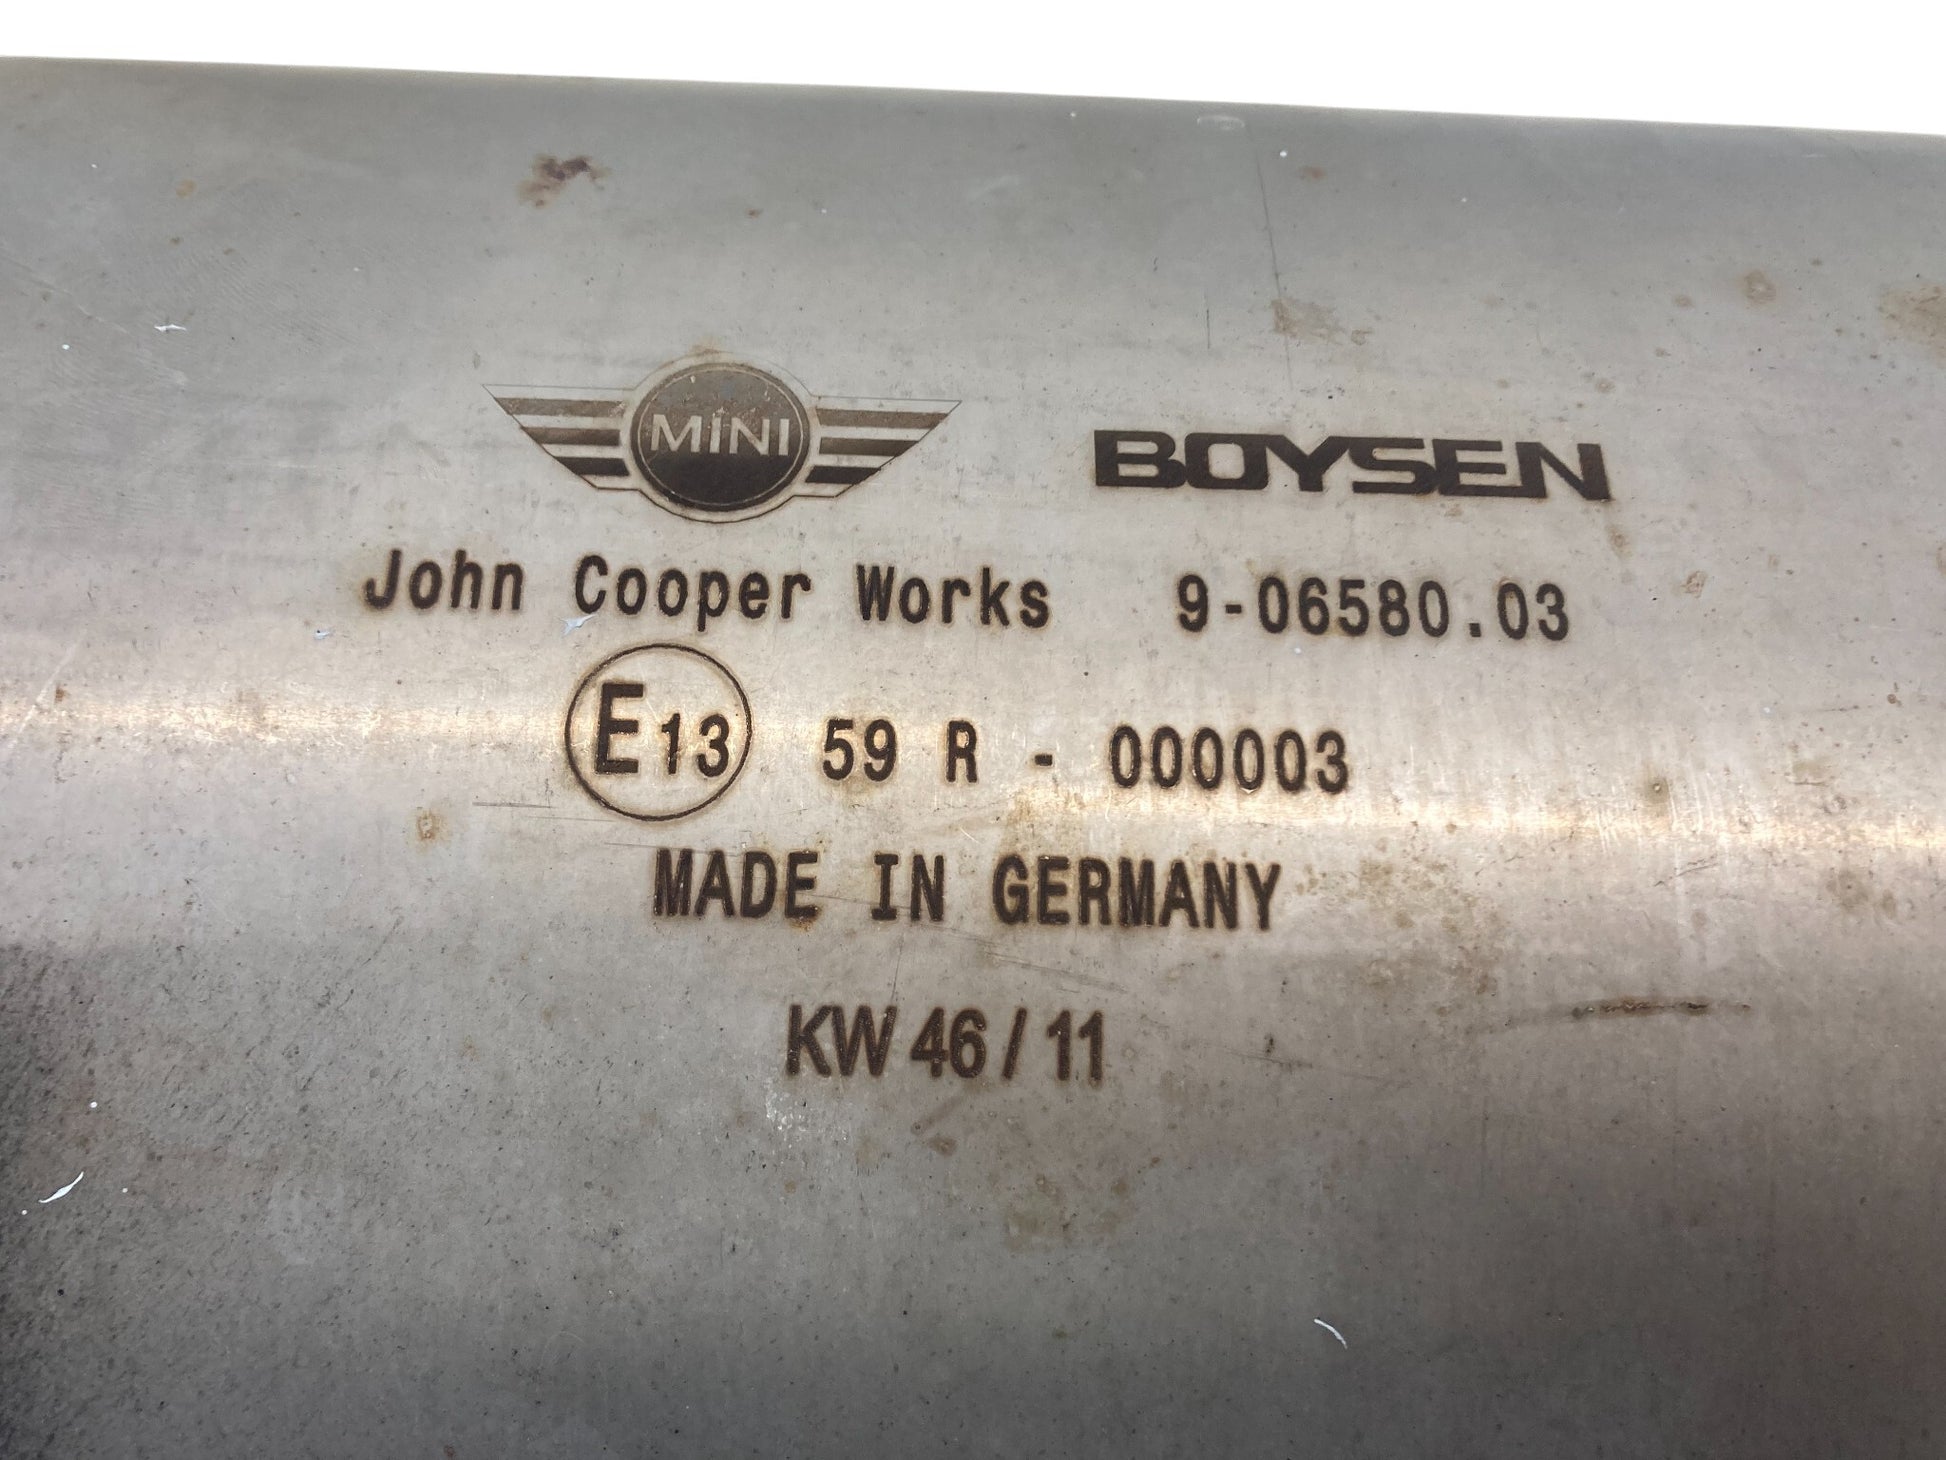 MINI BOYSEN
John Cooper Works 9-06580.03
E13 59 R - 000003
MADE IN GERMANY
KW 46 / 11